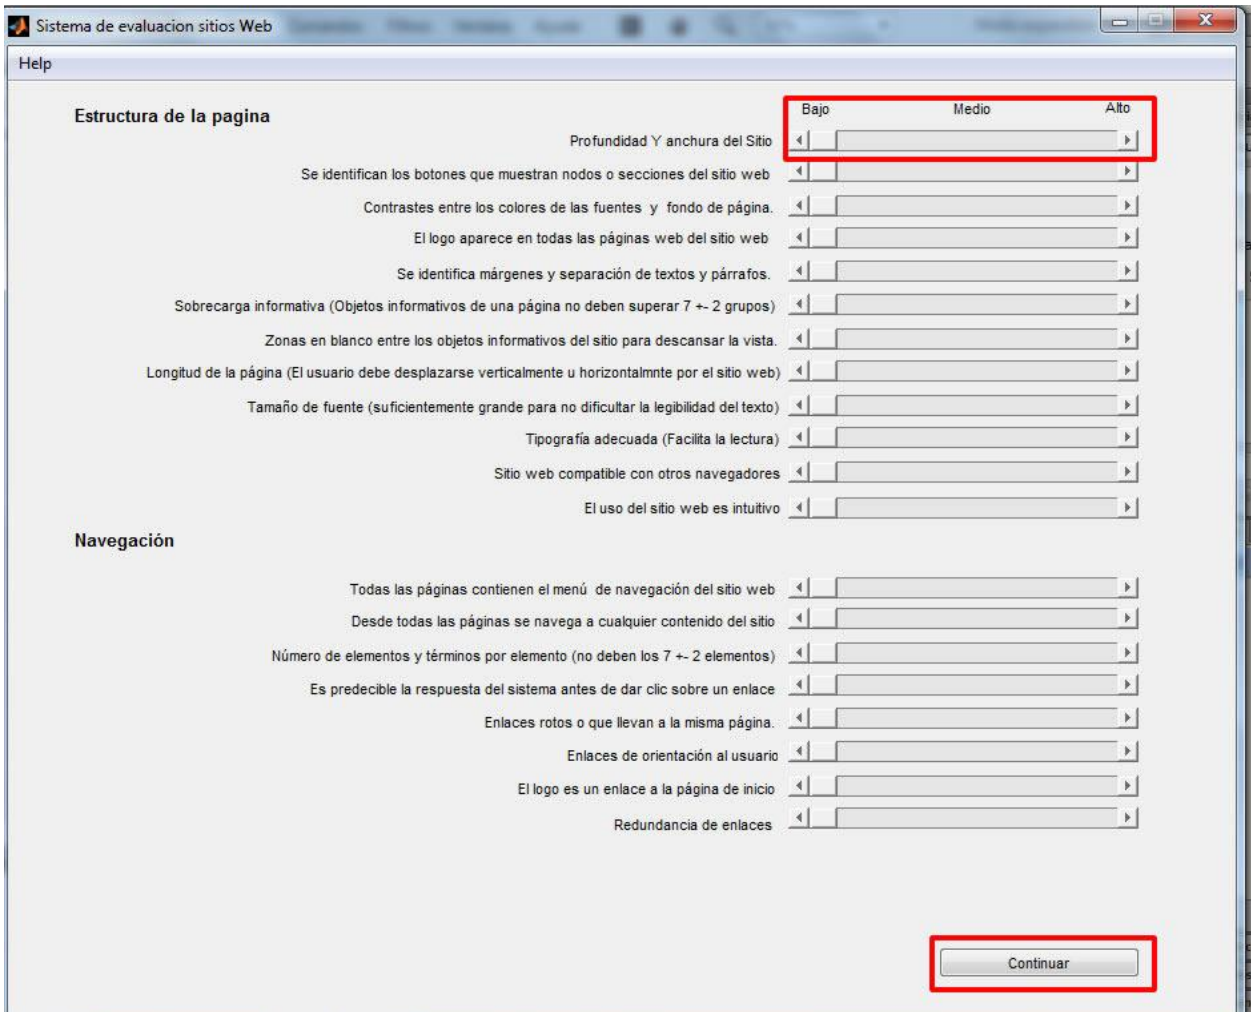 Sistema de evaluacion sitios Web
Help
Estructura de la pagina
Bajo Medio Alto
Profundidad Y anchura del Sitio
Se identifican los botones que muestran nodos o secciones del sitio web
Contrastes entre los colores de las fuentes y fondo de página.
El logo aparece en todas las páginas web del sitio web
Se identifica márgenes y separación de textos y párrafos.
Sobrecarga informativa (Objetos informativos de una página no deben superar 7 +- 2 grupos)
Zonas en blanco entre los objetos informativos del sitio para descansar la vista.
Longitud de la página (El usuario debe desplazarse verticalmente u horizontalmnte por el sitio web)
Tamaño de fuente (suficientemente grande para no dificultar la legibilidad del texto)
Tipografía adecuada (Facilita la lectura)
Sitio web compatible con otros navegadores
El uso del sitio web es intuitivo
Navegación
Todas las páginas contienen el menú de navegación del sitio web
Desde todas las páginas se navega a cualquier contenido del sitio
Número de elementos y términos por elemento (no deben los 7 +- 2 elementos)
Es predecible la respuesta del sistema antes de dar clic sobre un enlace
Enlaces rotos o que llevan a la misma página.
Enlaces de orientación al usuario
El logo es un enlace a la página de inicio
Redundancia de enlaces
Continuar